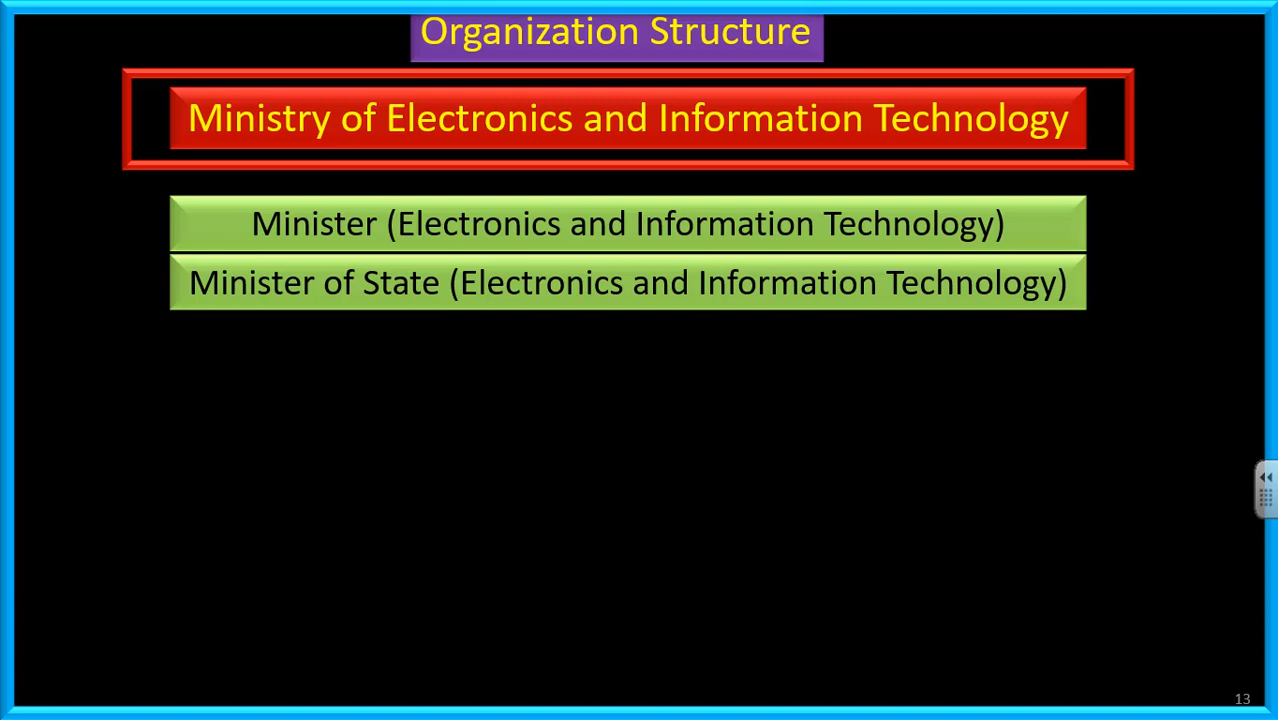 Organization Structure
Ministry of Electronics and Information Technology
Minister (Electronics and Information Technology)
Minister of State (Electronics and Information Technology)
13